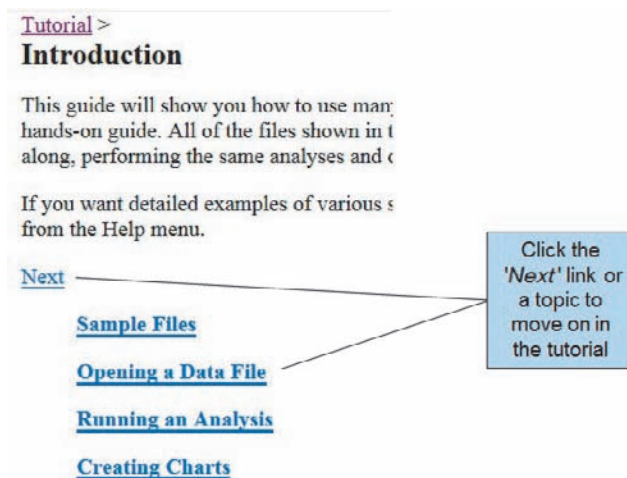 Tutorial >
Introduction
This guide will show you how to use
hands-on guide. All of the files shown in
along, performing the same analyses and
If you want detailed examples of various
from the Help menu.
Next
Click the
'Next' link or
a topic to
move on in
the tutorial
Sample Files
Opening a Data File
Running an Analysis
Creating Charts